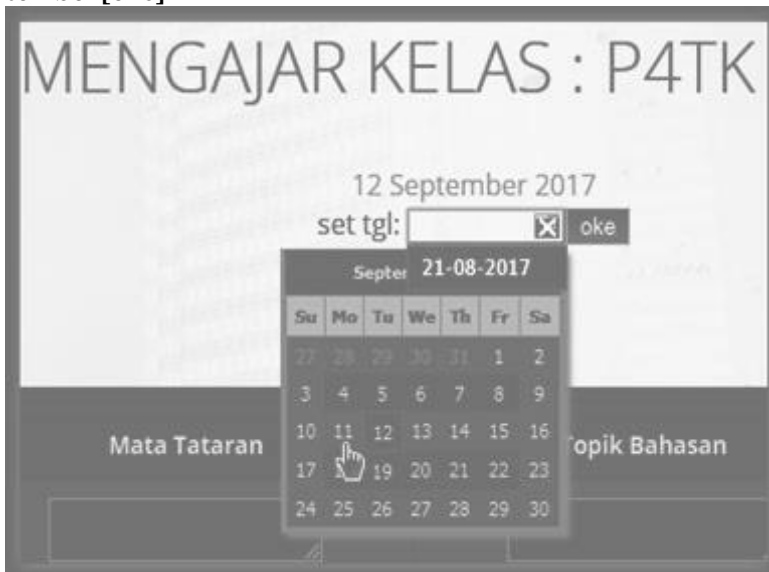 MENGAJAR KELAS : P4TK
12 September 2017
set tgl: oke
Septe 21-08-2017
Su Mo Tu We Th Fr Sa
27 28 29 30 31 1 2
3 4 5 6 7 8 9
10 11 12 13 14 15 16
17 19 20 21 22 23
24 25 26 27 28 29 30
Mata Tataran opik Bahasan